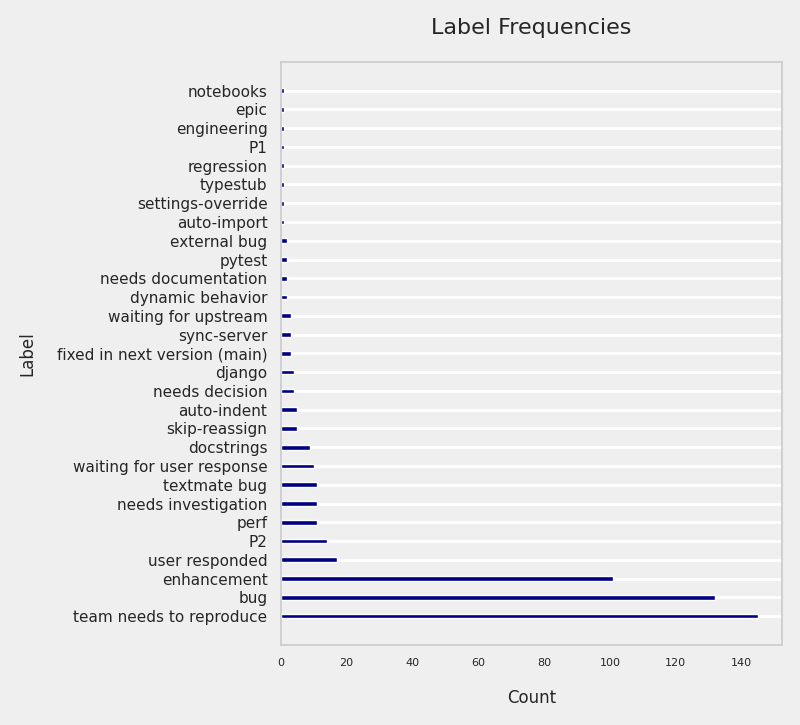 Label Frequencies
notebooks
epic
engineering
P1
regression
typestub
settings-override
auto-import
external bug
pytest
needs documentation
dynamic behavior
waiting for upstream
sync-server
fixed in next version (main)
django
needs decision
auto-indent
skip-reassign
docstrings
waiting for user response
textmate bug
needs investigation
perf
P2
user responded
enhancement
bug
team needs to reproduce
Label
0 20 40 60 80 100 120 140
Count